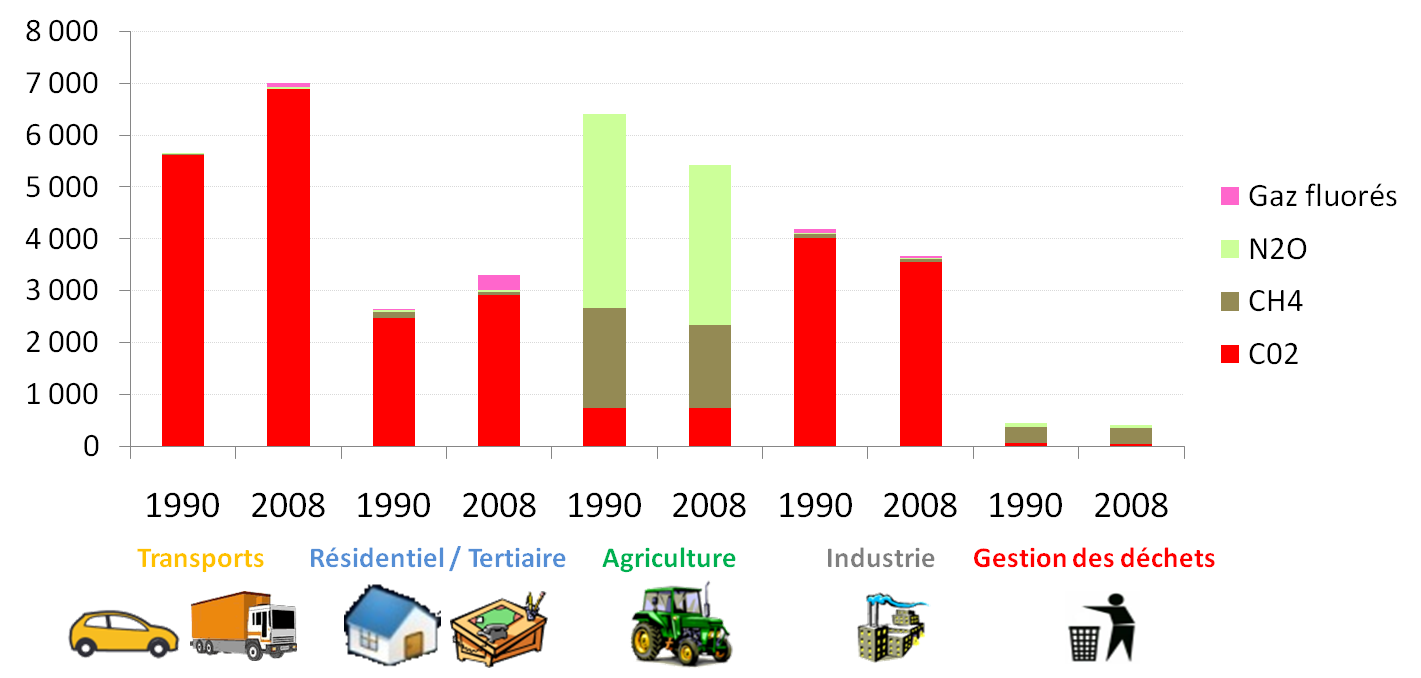 8 000
7 000
6 000
5 000
4 000
3 000
2 000
1 000
0
Gaz fluorés
N2O
CH4
C02
1990 2008 1990 2008 1990 2008 1990 2008 1990 2008
Transports Résidentiel / Tertiaire Agriculture Industrie Gestion des déchets